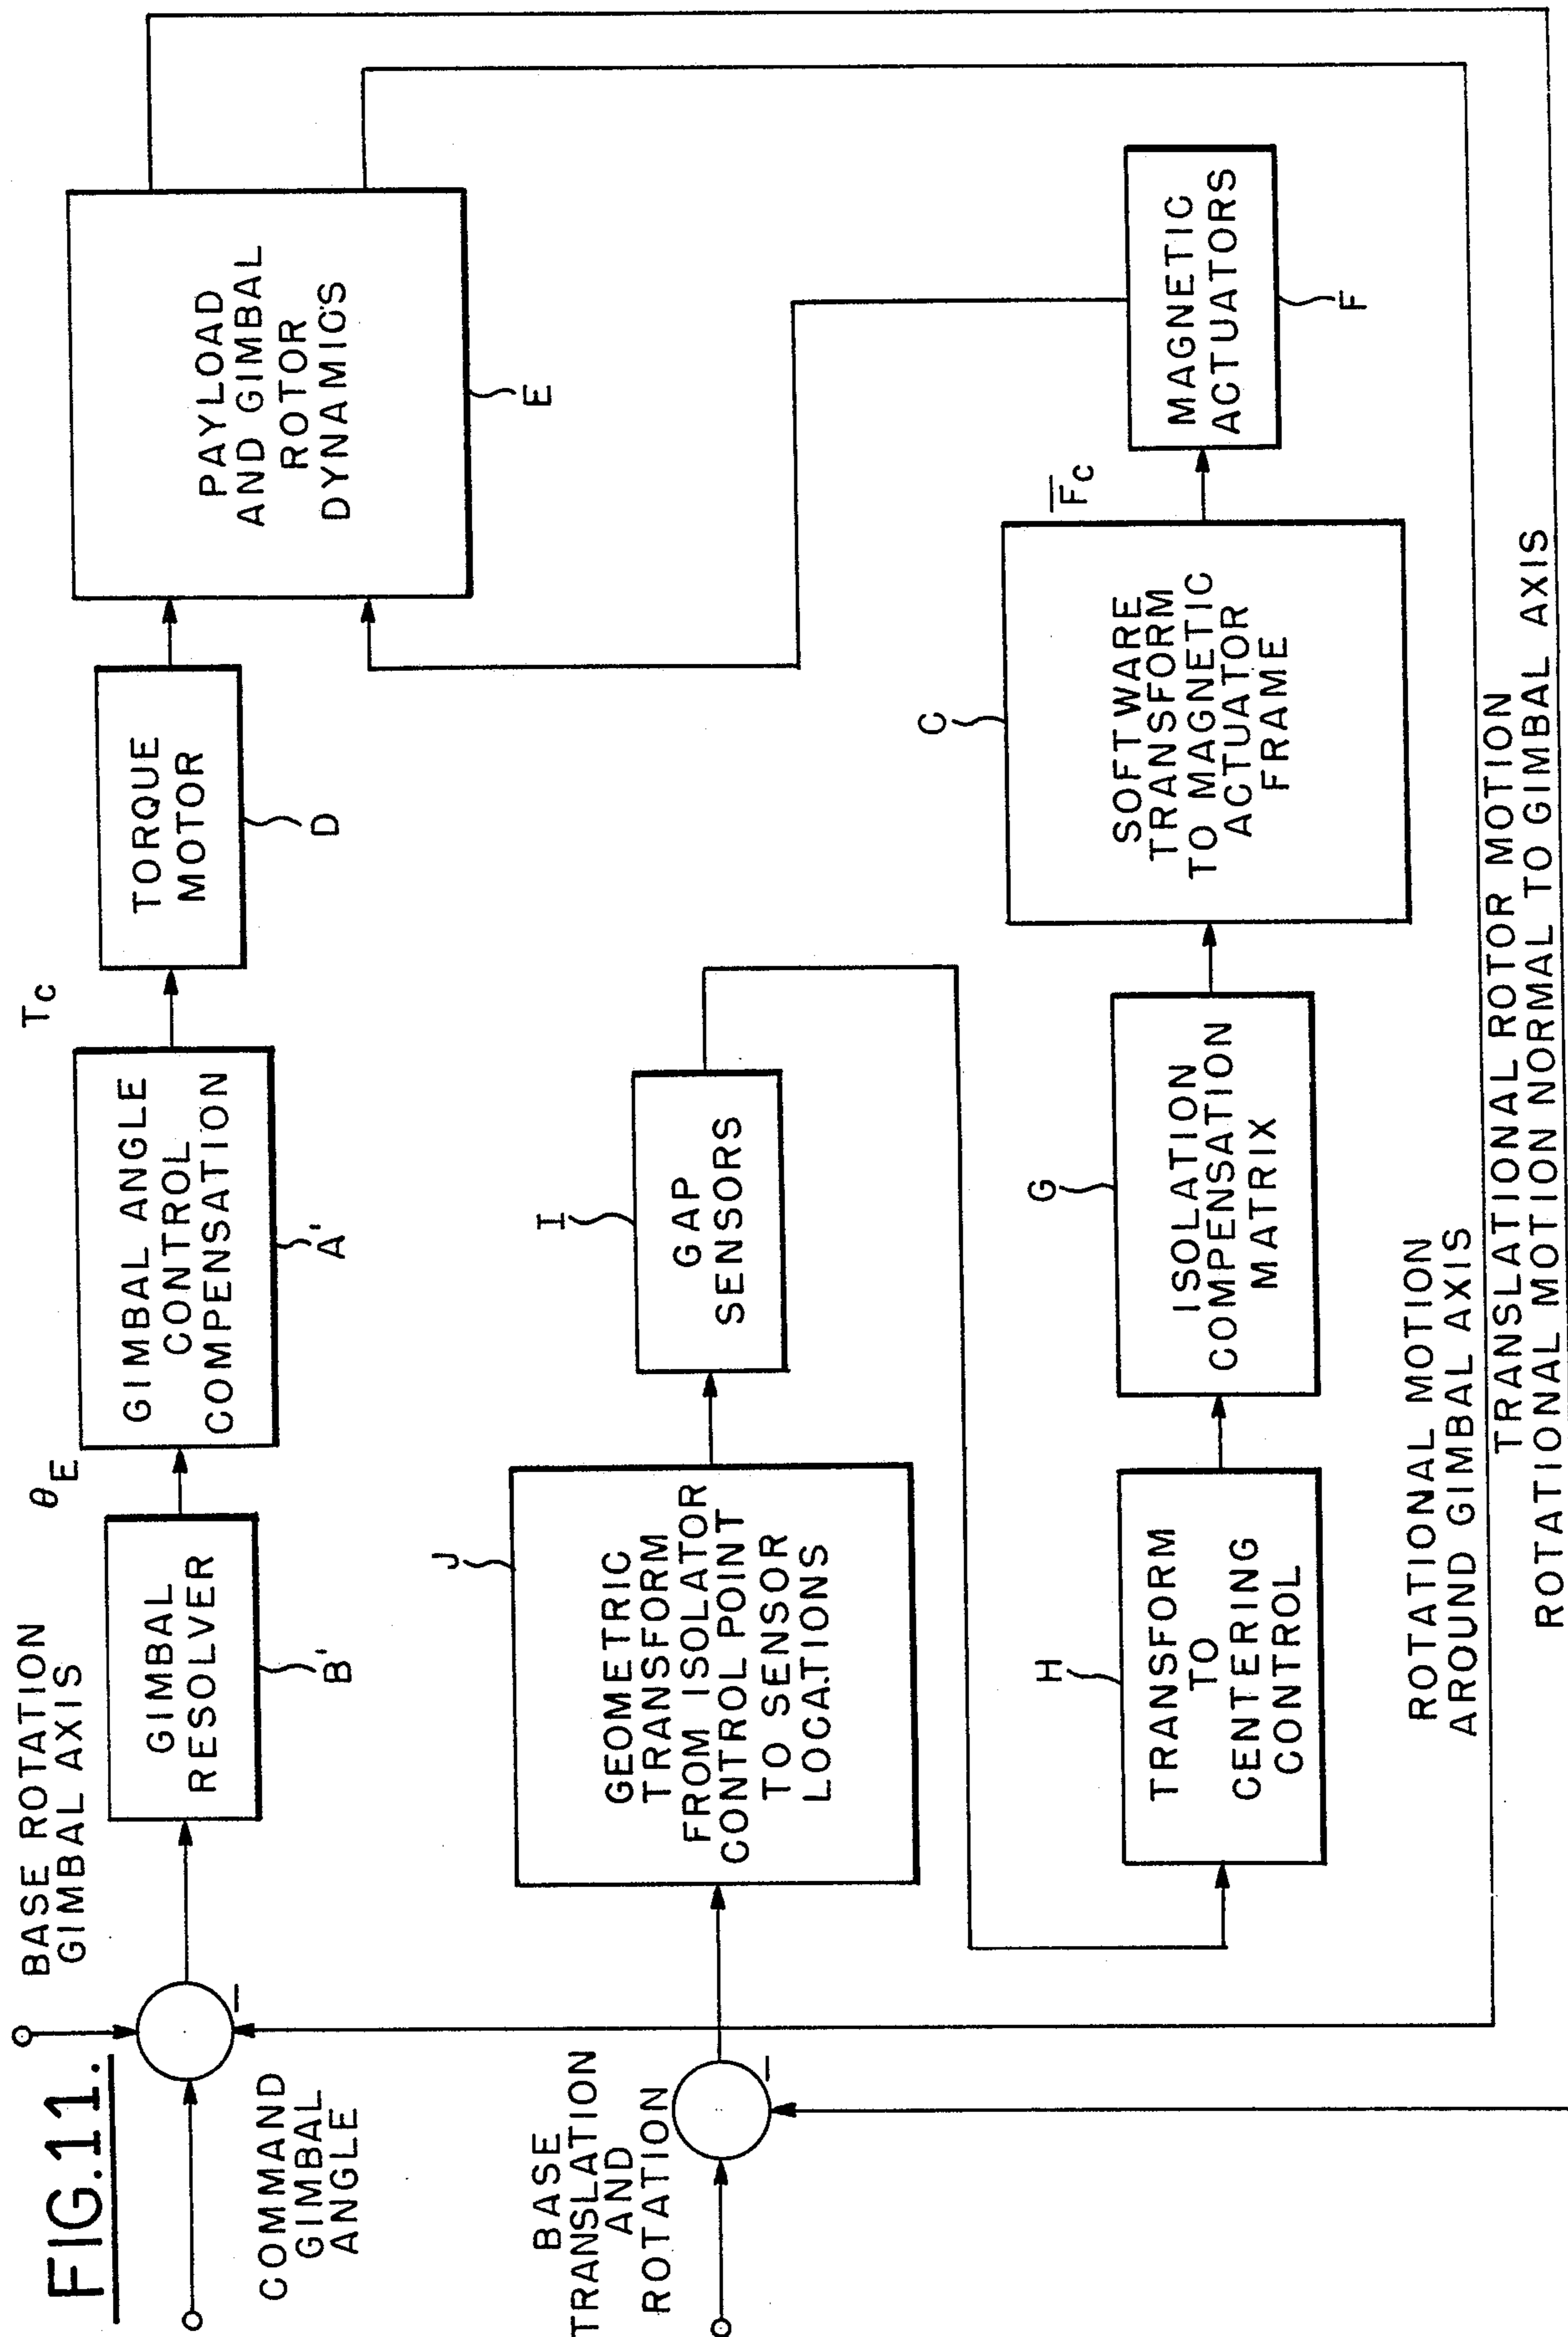 FIG.11.
BASE ROTATION
GIMBAL AXIS
COMMAND
GIMBAL
ANGLE
GIMBAL
RESOLVER
B'
θE
GIMBAL ANGLE
CONTROL
COMPENSATION
A'
Tc
TORQUE
MOTOR
D
PAYLOAD
AND GIMBAL
ROTOR
DYNAMICS
E
BASE
TRANSLATION
AND
ROTATION
J
GEOMETRIC
TRANSFORM
FROM ISOLATOR
CONTROL POINT
TO SENSOR
LOCATIONS
I
GAP
SENSORS
H
TRANSFORM
TO
CENTERING
CONTROL
G
ISOLATION
COMPENSATION
MATRIX
C
SOFTWARE
TRANSFORM
TO MAGNETIC
ACTUATOR
FRAME
F̅c
MAGNETIC
ACTUATORS
F
ROTATIONAL MOTION
AROUND GIMBAL AXIS
TRANSLATIONAL ROTOR MOTION
ROTATIONAL MOTION NORMAL TO GIMBAL AXIS